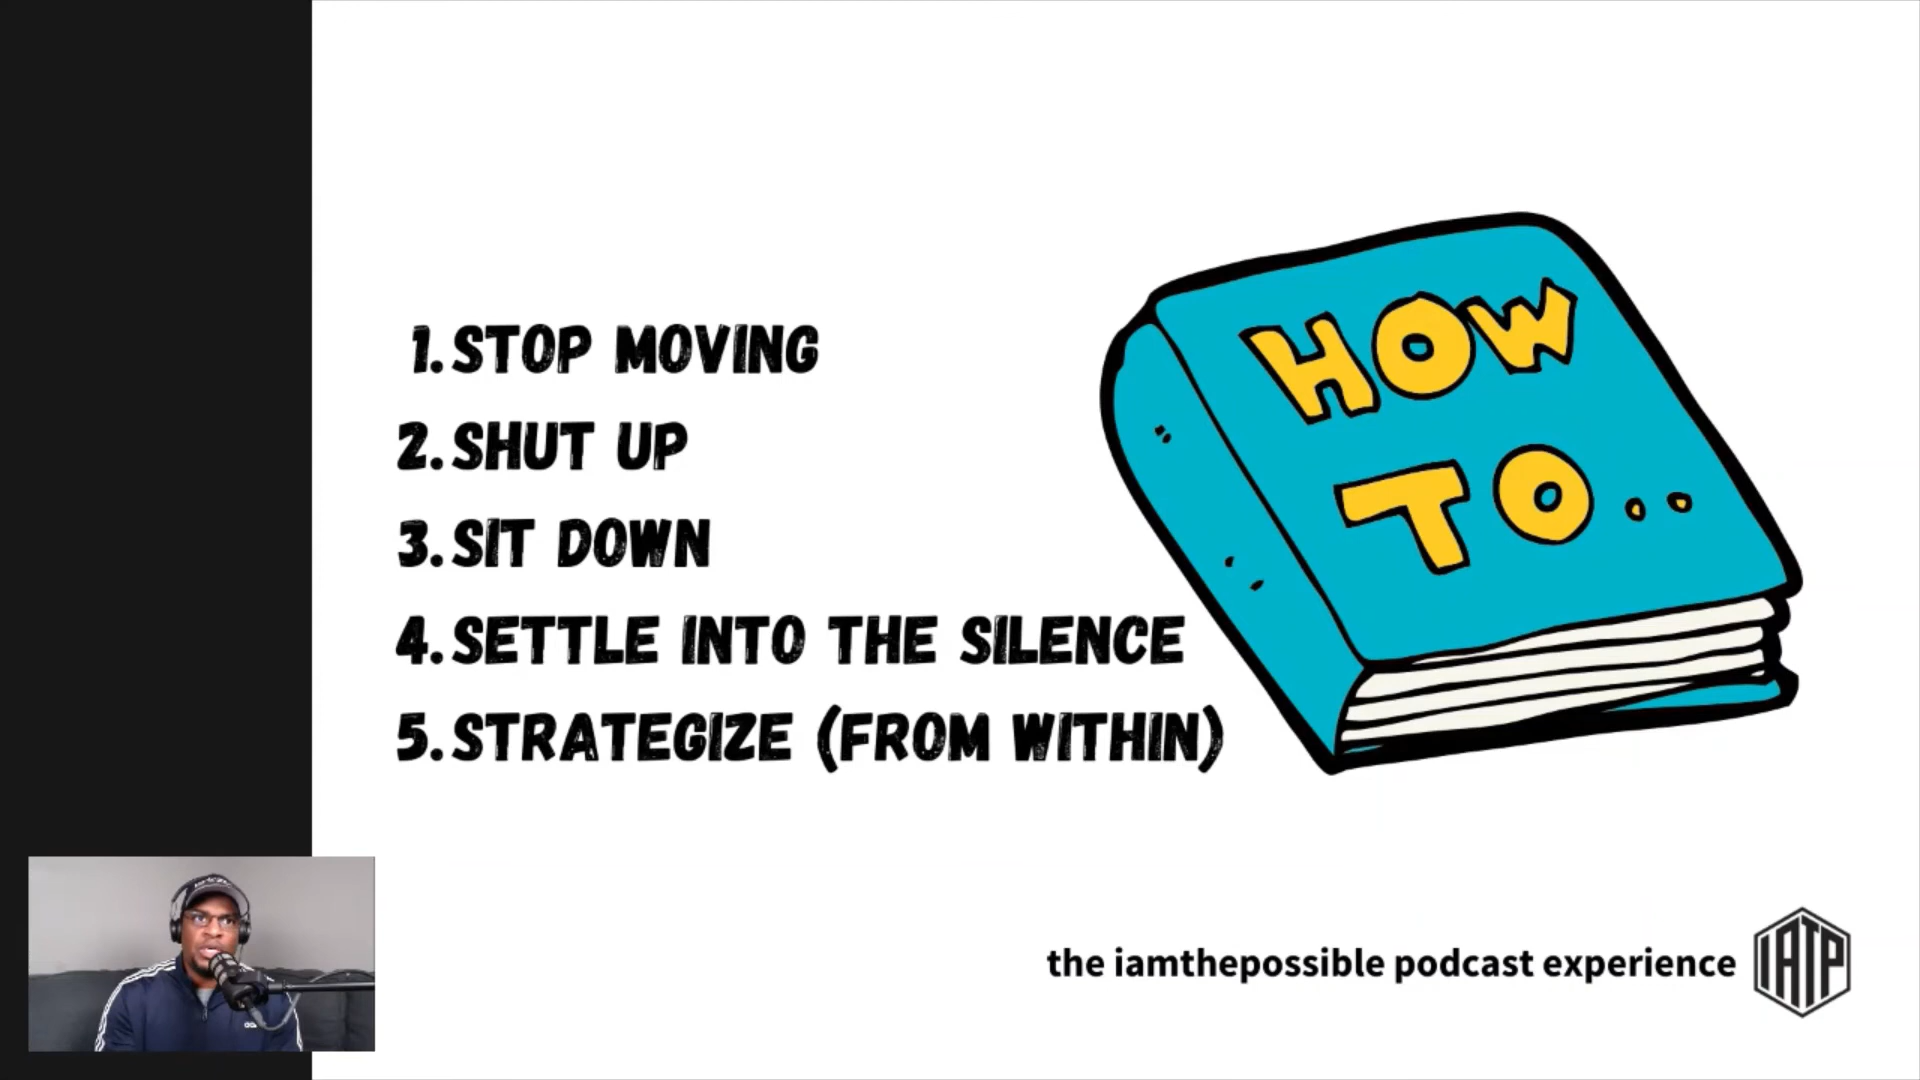 1. STOP MOVING
2. SHUT UP
3. SIT DOWN
4. SETTLE INTO THE SILENCE
5. STRATEGIZE (FROM WITHIN)
HOW
TO..
the iamthepossible podcast experience
IATP